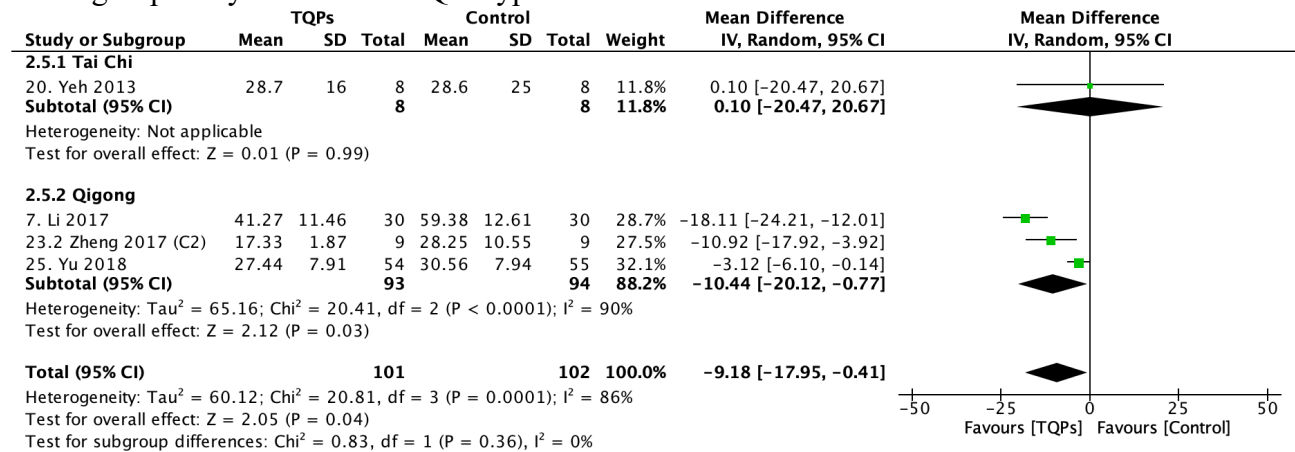 TQPs Control Mean Difference Mean Difference
Study or Subgroup Mean SD Total Mean SD Total Weight IV, Random, 95% CI IV, Random, 95% CI
2.5.1 Tai Chi
20. Yeh 2013 28.7 16 8 28.6 25 8 11.8% 0.10 [−20.47, 20.67]
Subtotal (95% CI) 8 8 11.8% 0.10 [−20.47, 20.67]
Heterogeneity: Not applicable
Test for overall effect: Z = 0.01 (P = 0.99)
2.5.2 Qigong
7. Li 2017 41.27 11.46 30 59.38 12.61 30 28.7% −18.11 [−24.21, −12.01]
23.2 Zheng 2017 (C2) 17.33 1.87 9 28.25 10.55 9 27.5% −10.92 [−17.92, −3.92]
25. Yu 2018 27.44 7.91 54 30.56 7.94 55 32.1% −3.12 [−6.10, −0.14]
Subtotal (95% CI) 93 94 88.2% −10.44 [−20.12, −0.77]
Heterogeneity: Tau² = 65.16; Chi² = 20.41, df = 2 (P < 0.0001); I² = 90%
Test for overall effect: Z = 2.12 (P = 0.03)
Total (95% CI) 101 102 100.0% −9.18 [−17.95, −0.41]
Heterogeneity: Tau² = 60.12; Chi² = 20.81, df = 3 (P = 0.0001); I² = 86%
Test for overall effect: Z = 2.05 (P = 0.04)
Test for subgroup differences: Chi² = 0.83, df = 1 (P = 0.36), I² = 0%
−50 −25 0 25 50
Favours [TQPs] Favours [Control]